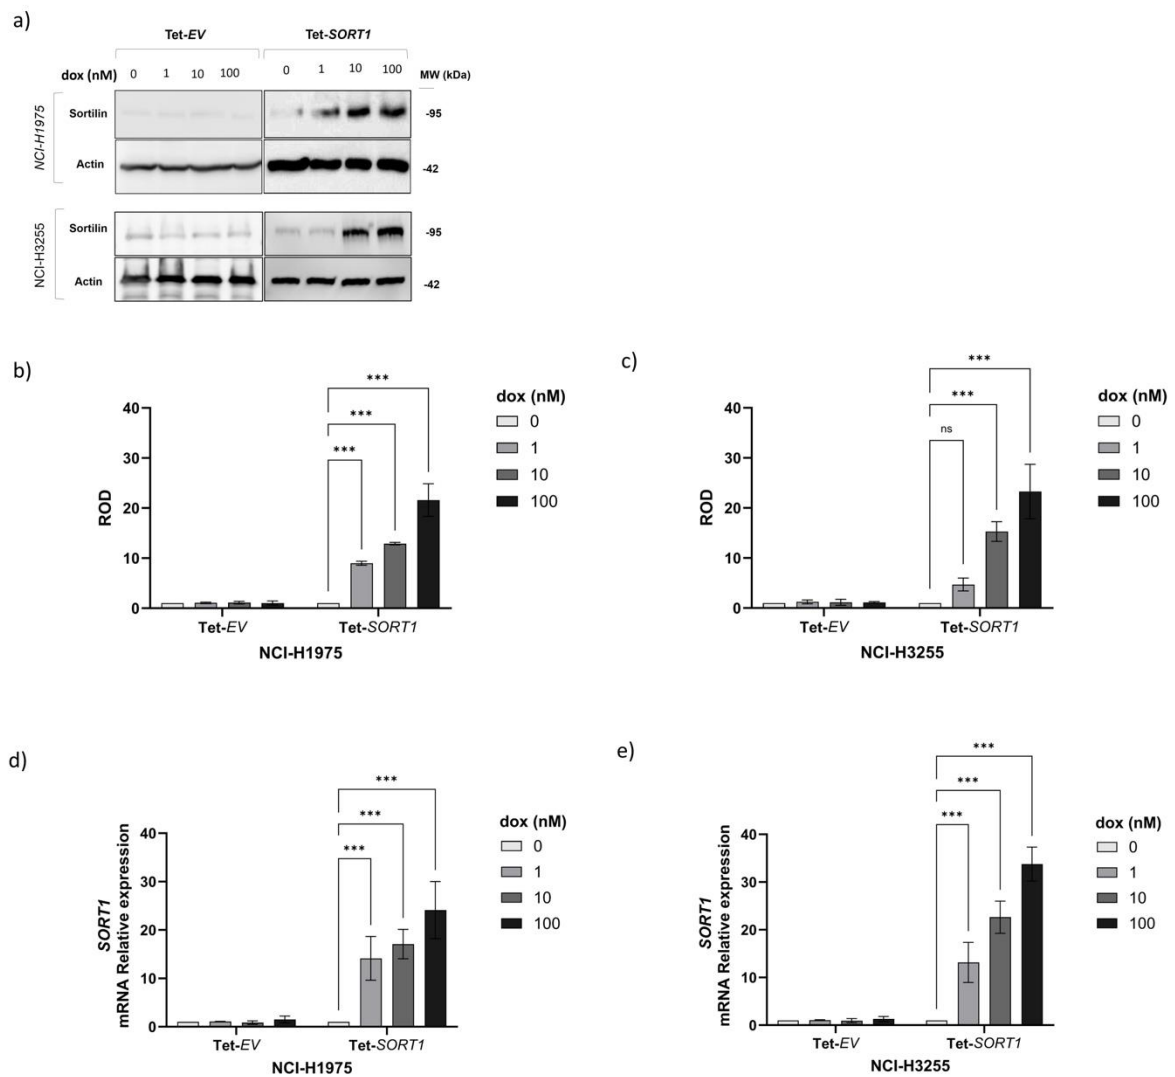 a)
Tet-EV Tet-SORT1
dox (nM) 0 1 10 100 0 1 10 100 MW (kDa)
NCI-H1975
Sortilin -95
Actin -42
NCI-H3255
Sortilin -95
Actin -42
b)
ROD
40
30
20
10
0
***
***
***
Tet-EV Tet-SORT1
NCI-H1975
dox (nM)
0
1
10
100
c)
ROD
40
30
20
10
0
***
***
ns
Tet-EV Tet-SORT1
NCI-H3255
dox (nM)
0
1
10
100
d)
SORT1
mRNA Relative expression
40
30
20
10
0
***
***
***
Tet-EV Tet-SORT1
NCI-H1975
dox (nM)
0
1
10
100
e)
SORT1
mRNA Relative expression
40
30
20
10
0
***
***
***
Tet-EV Tet-SORT1
NCI-H3255
dox (nM)
0
1
10
100